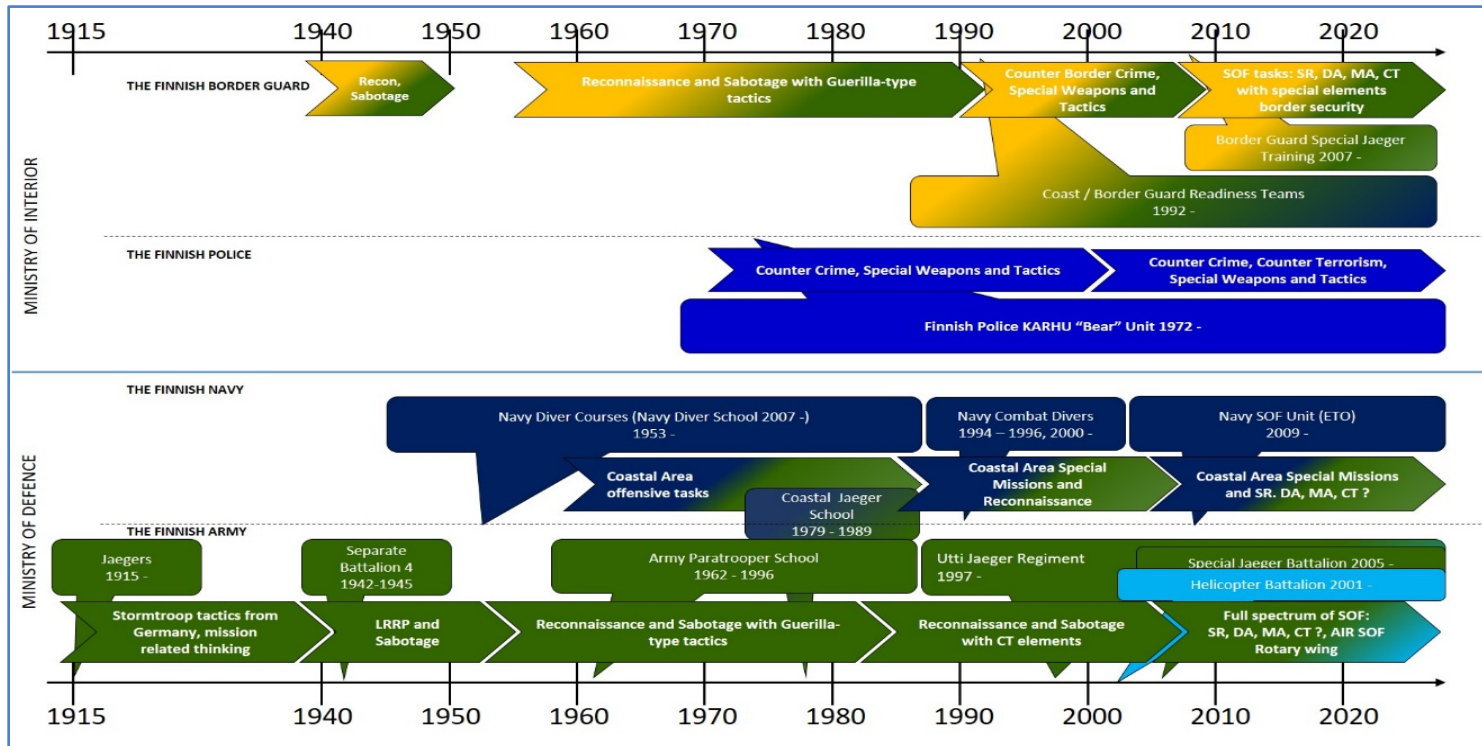 1915 1940 1950 1960 1970 1980 1990 2000 2010 2020
MINISTRY OF INTERIOR
THE FINNISH BORDER GUARD
Recon,
Sabotage
Reconnaissance and Sabotage with Guerilla-type
tactics
Counter Border Crime,
Special Weapons and
Tactics
SOF tasks: SR, DA, MA, CT
with special elements
border security
Border Guard Special Jaeger
Training 2007 -
Coast / Border Guard Readiness Teams
1992 -
THE FINNISH POLICE
Counter Crime, Special Weapons and Tactics
Counter Crime, Counter Terrorism,
Special Weapons and Tactics
Finnish Police KARHU “Bear” Unit 1972 -
MINISTRY OF DEFENCE
THE FINNISH NAVY
Navy Diver Courses (Navy Diver School 2007 -)
1953 -
Navy Combat Divers
1994 – 1996, 2000 -
Navy SOF Unit (ETO)
2009 -
Coastal Area
offensive tasks
Coastal Area Special
Missions and
Reconnaissance
Coastal Area Special Missions
and SR. DA, MA, CT ?
Coastal Jaeger
School
1979 - 1989
THE FINNISH ARMY
Jaegers
1915 -
Separate
Battalion 4
1942-1945
Army Paratrooper School
1962 - 1996
Utti Jaeger Regiment
1997 -
Special Jaeger Battalion 2005 -
Helicopter Battalion 2001 -
Stormtroop tactics from
Germany, mission
related thinking
LRRP and
Sabotage
Reconnaissance and Sabotage with Guerilla-
type tactics
Reconnaissance and Sabotage
with CT elements
Full spectrum of SOF:
SR, DA, MA, CT ?, AIR SOF
Rotary wing
1915 1940 1950 1960 1970 1980 1990 2000 2010 2020